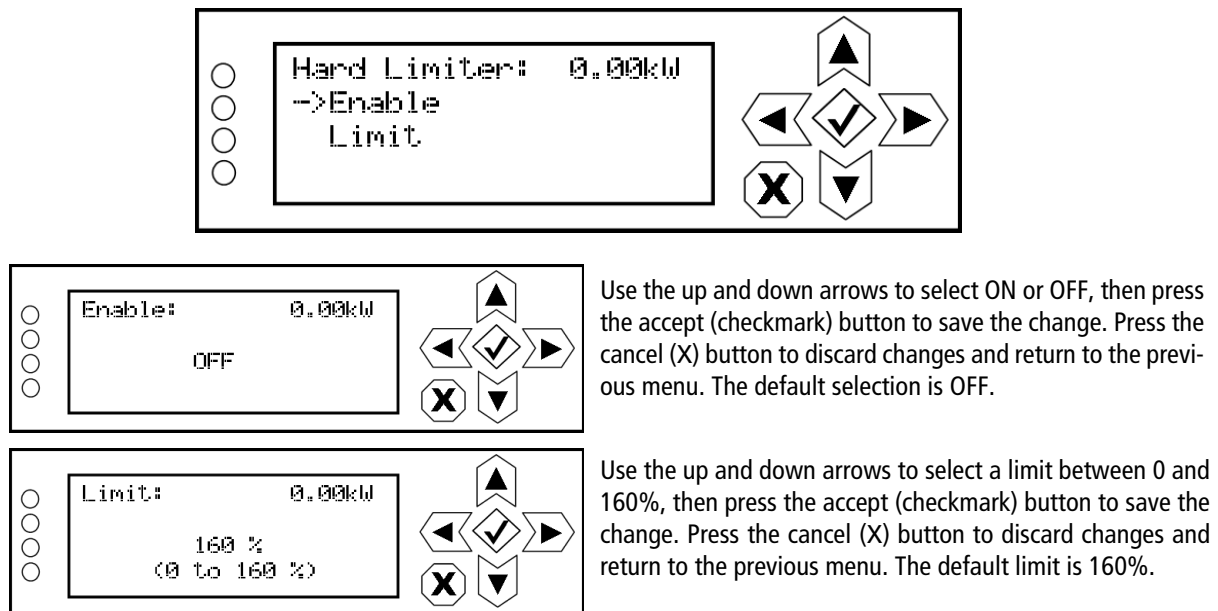 Hard Limiter: 0.00kW
->Enable
Limit
X
Enable: 0.00kW
OFF
X
Use the up and down arrows to select ON or OFF, then press
the accept (checkmark) button to save the change. Press the
cancel (X) button to discard changes and return to the previ-
ous menu. The default selection is OFF.
Limit: 0.00kW
160 %
(0 to 160 %)
X
Use the up and down arrows to select a limit between 0 and
160%, then press the accept (checkmark) button to save the
change. Press the cancel (X) button to discard changes and
return to the previous menu. The default limit is 160%.